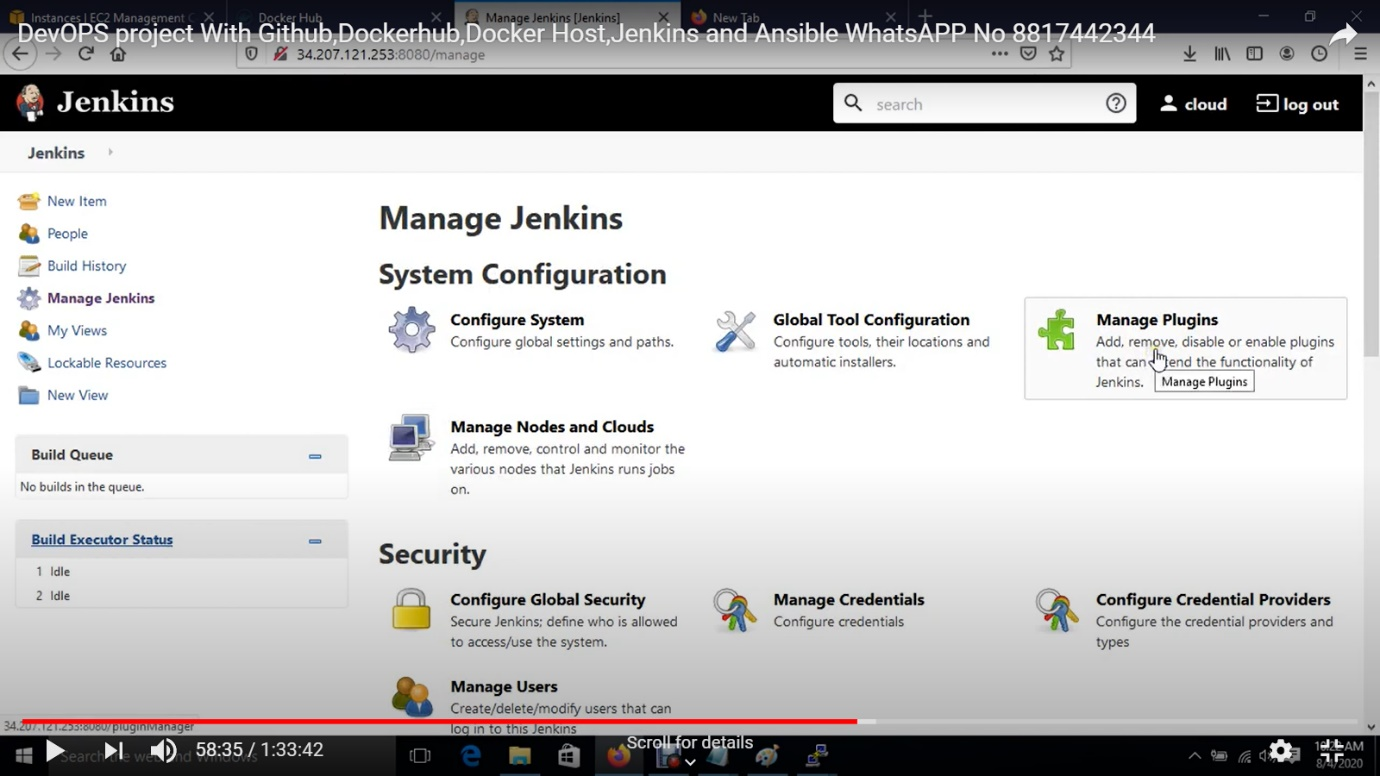 Instances | EC2 Management C
Docker Hub
Manage Jenkins [Jenkins]
New Tab
DevOPS project With Github,Dockerhub,Docker Host,Jenkins and Ansible WhatsAPP No 8817442344
34.207.121.253:8080/manage
Jenkins
search
cloud
log out
Jenkins
New Item
People
Build History
Manage Jenkins
My Views
Lockable Resources
New View
Build Queue
No builds in the queue.
Build Executor Status
1 Idle
2 Idle
Manage Jenkins
System Configuration
Configure System
Configure global settings and paths.
Global Tool Configuration
Configure tools, their locations and
automatic installers.
Manage Plugins
Add, remove, disable or enable plugins
that can extend the functionality of
Jenkins.
Manage Plugins
Manage Nodes and Clouds
Add, remove, control and monitor the
various nodes that Jenkins runs jobs
on.
Security
Configure Global Security
Secure Jenkins; define who is allowed
to access/use the system.
Manage Credentials
Configure credentials
Configure Credential Providers
Configure the credential providers and
types
Manage Users
Create/delete/modify users that can
log in to this Jenkins
34.207.121.253:8080/pluginManager
58:35 / 1:33:42
Scroll for details
Search the web and Windows
AM
8/4/2020